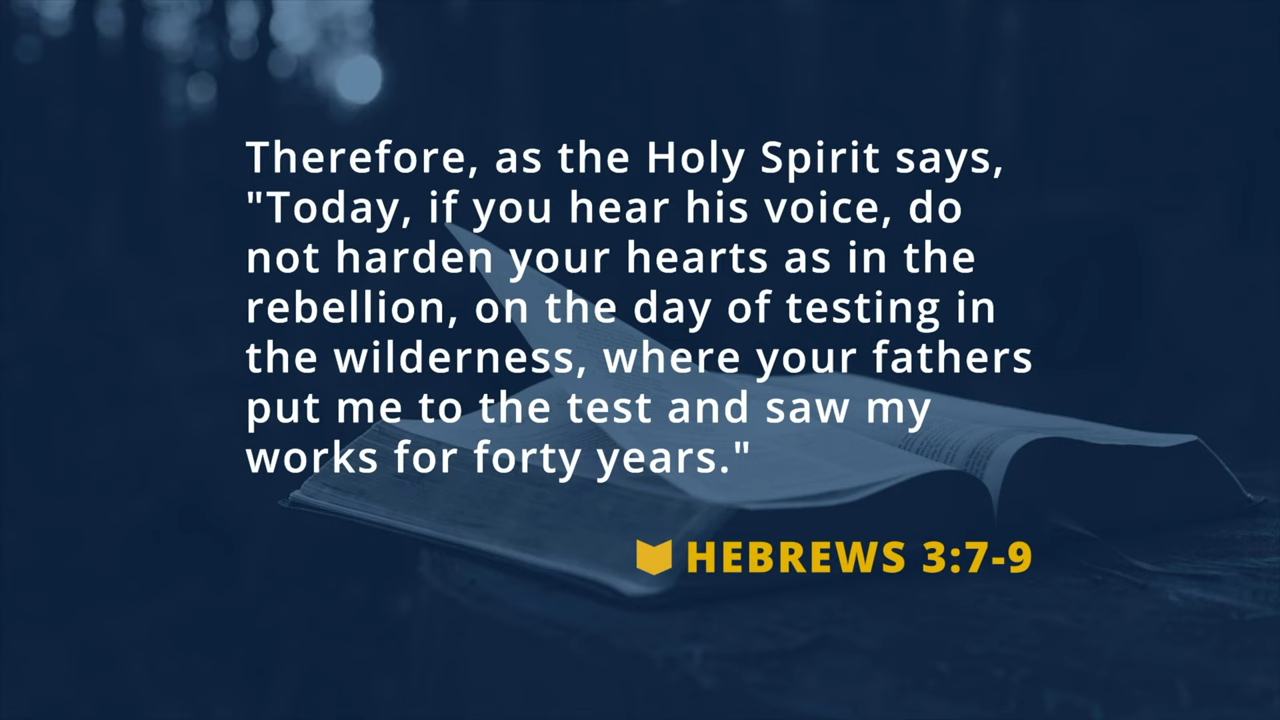 Therefore, as the Holy Spirit says,
"Today, if you hear his voice, do
not harden your hearts as in the
rebellion, on the day of testing in
the wilderness, where your fathers
put me to the test and saw my
works for forty years."
HEBREWS 3:7-9